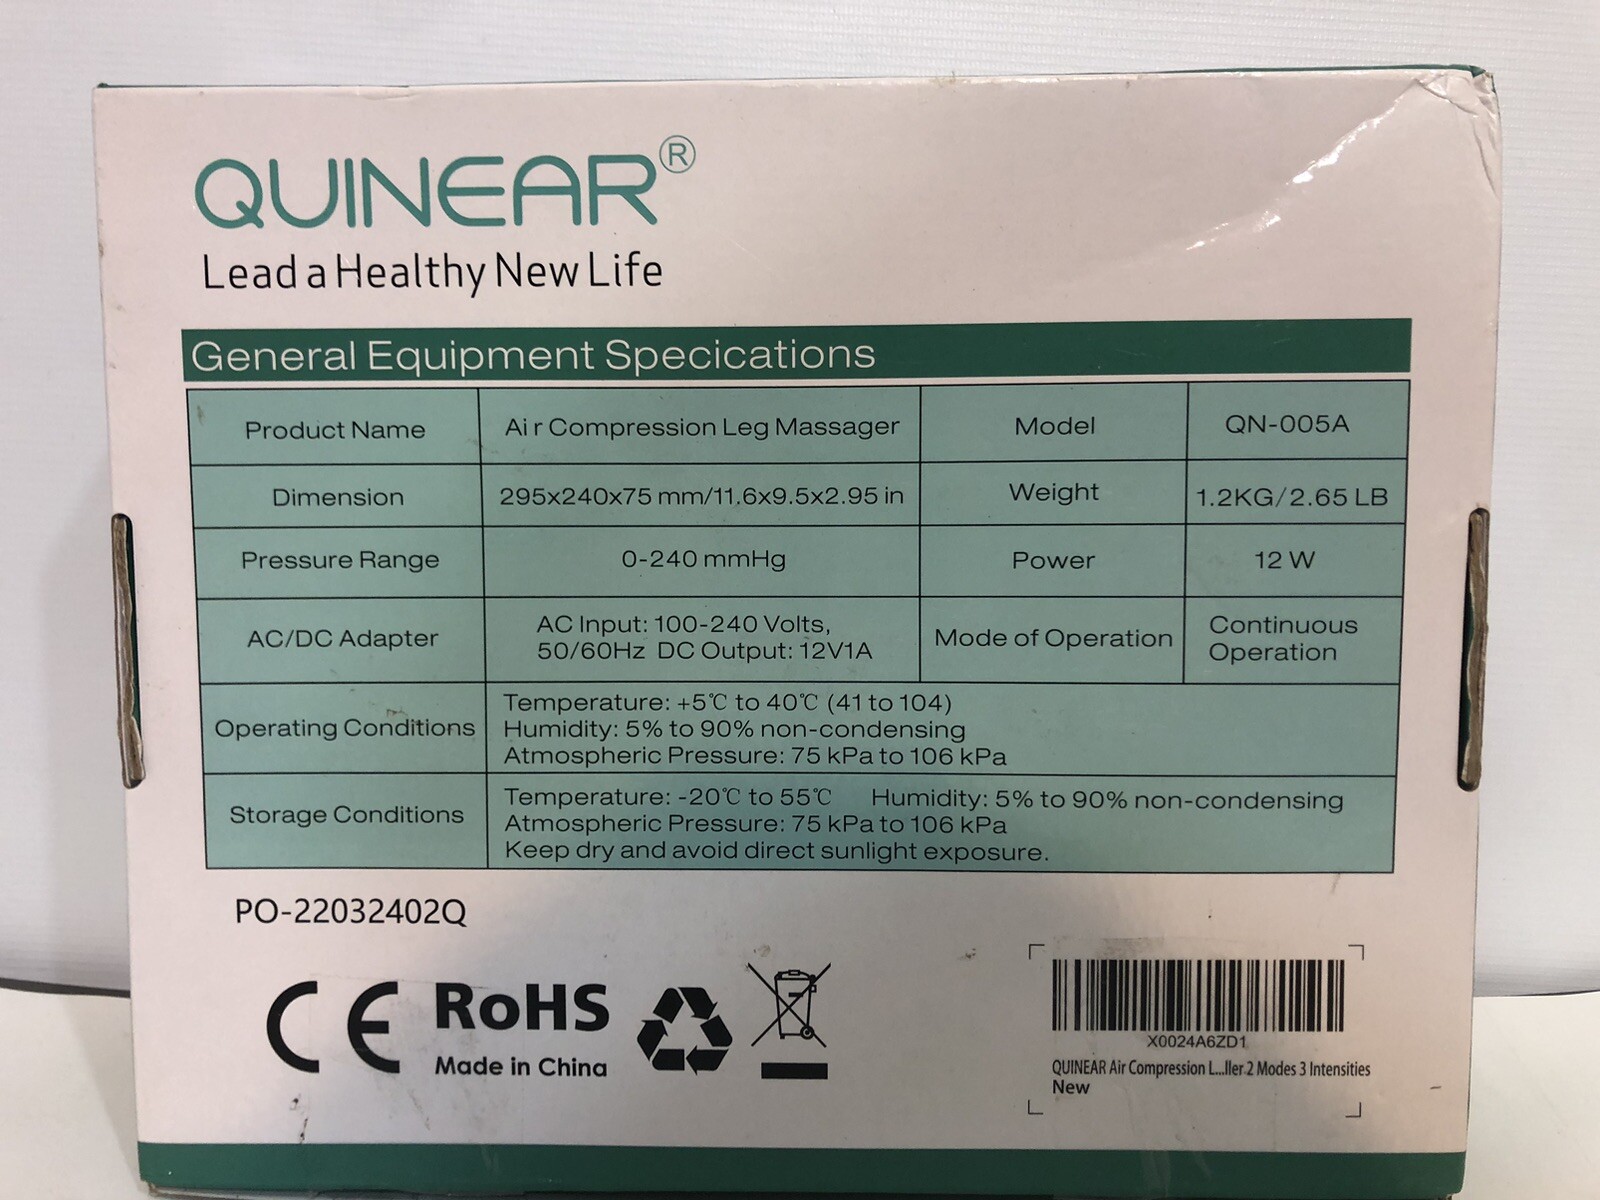 QUINEAR®
Lead a Healthy New Life
General Equipment Specications
Product Name
Air Compression Leg Massager
Model
QN-005A
Dimension
295x240x75 mm/11.6x9.5x2.95 in
Weight
1.2KG/2.65 LB
Pressure Range
0-240 mmHg
Power
12 W
AC/DC Adapter
AC Input: 100-240 Volts,
50/60Hz DC Output: 12V1A
Mode of Operation
Continuous
Operation
Operating Conditions
Temperature: +5℃ to 40℃ (41 to 104)
Humidity: 5% to 90% non-condensing
Atmospheric Pressure: 75 kPa to 106 kPa
Storage Conditions
Temperature: -20℃ to 55℃ Humidity: 5% to 90% non-condensing
Atmospheric Pressure: 75 kPa to 106 kPa
Keep dry and avoid direct sunlight exposure.
PO-22032402Q
CE
RoHS
Made in China
X0024A6ZD1
QUINEAR Air Compression L...ller 2 Modes 3 Intensities
New